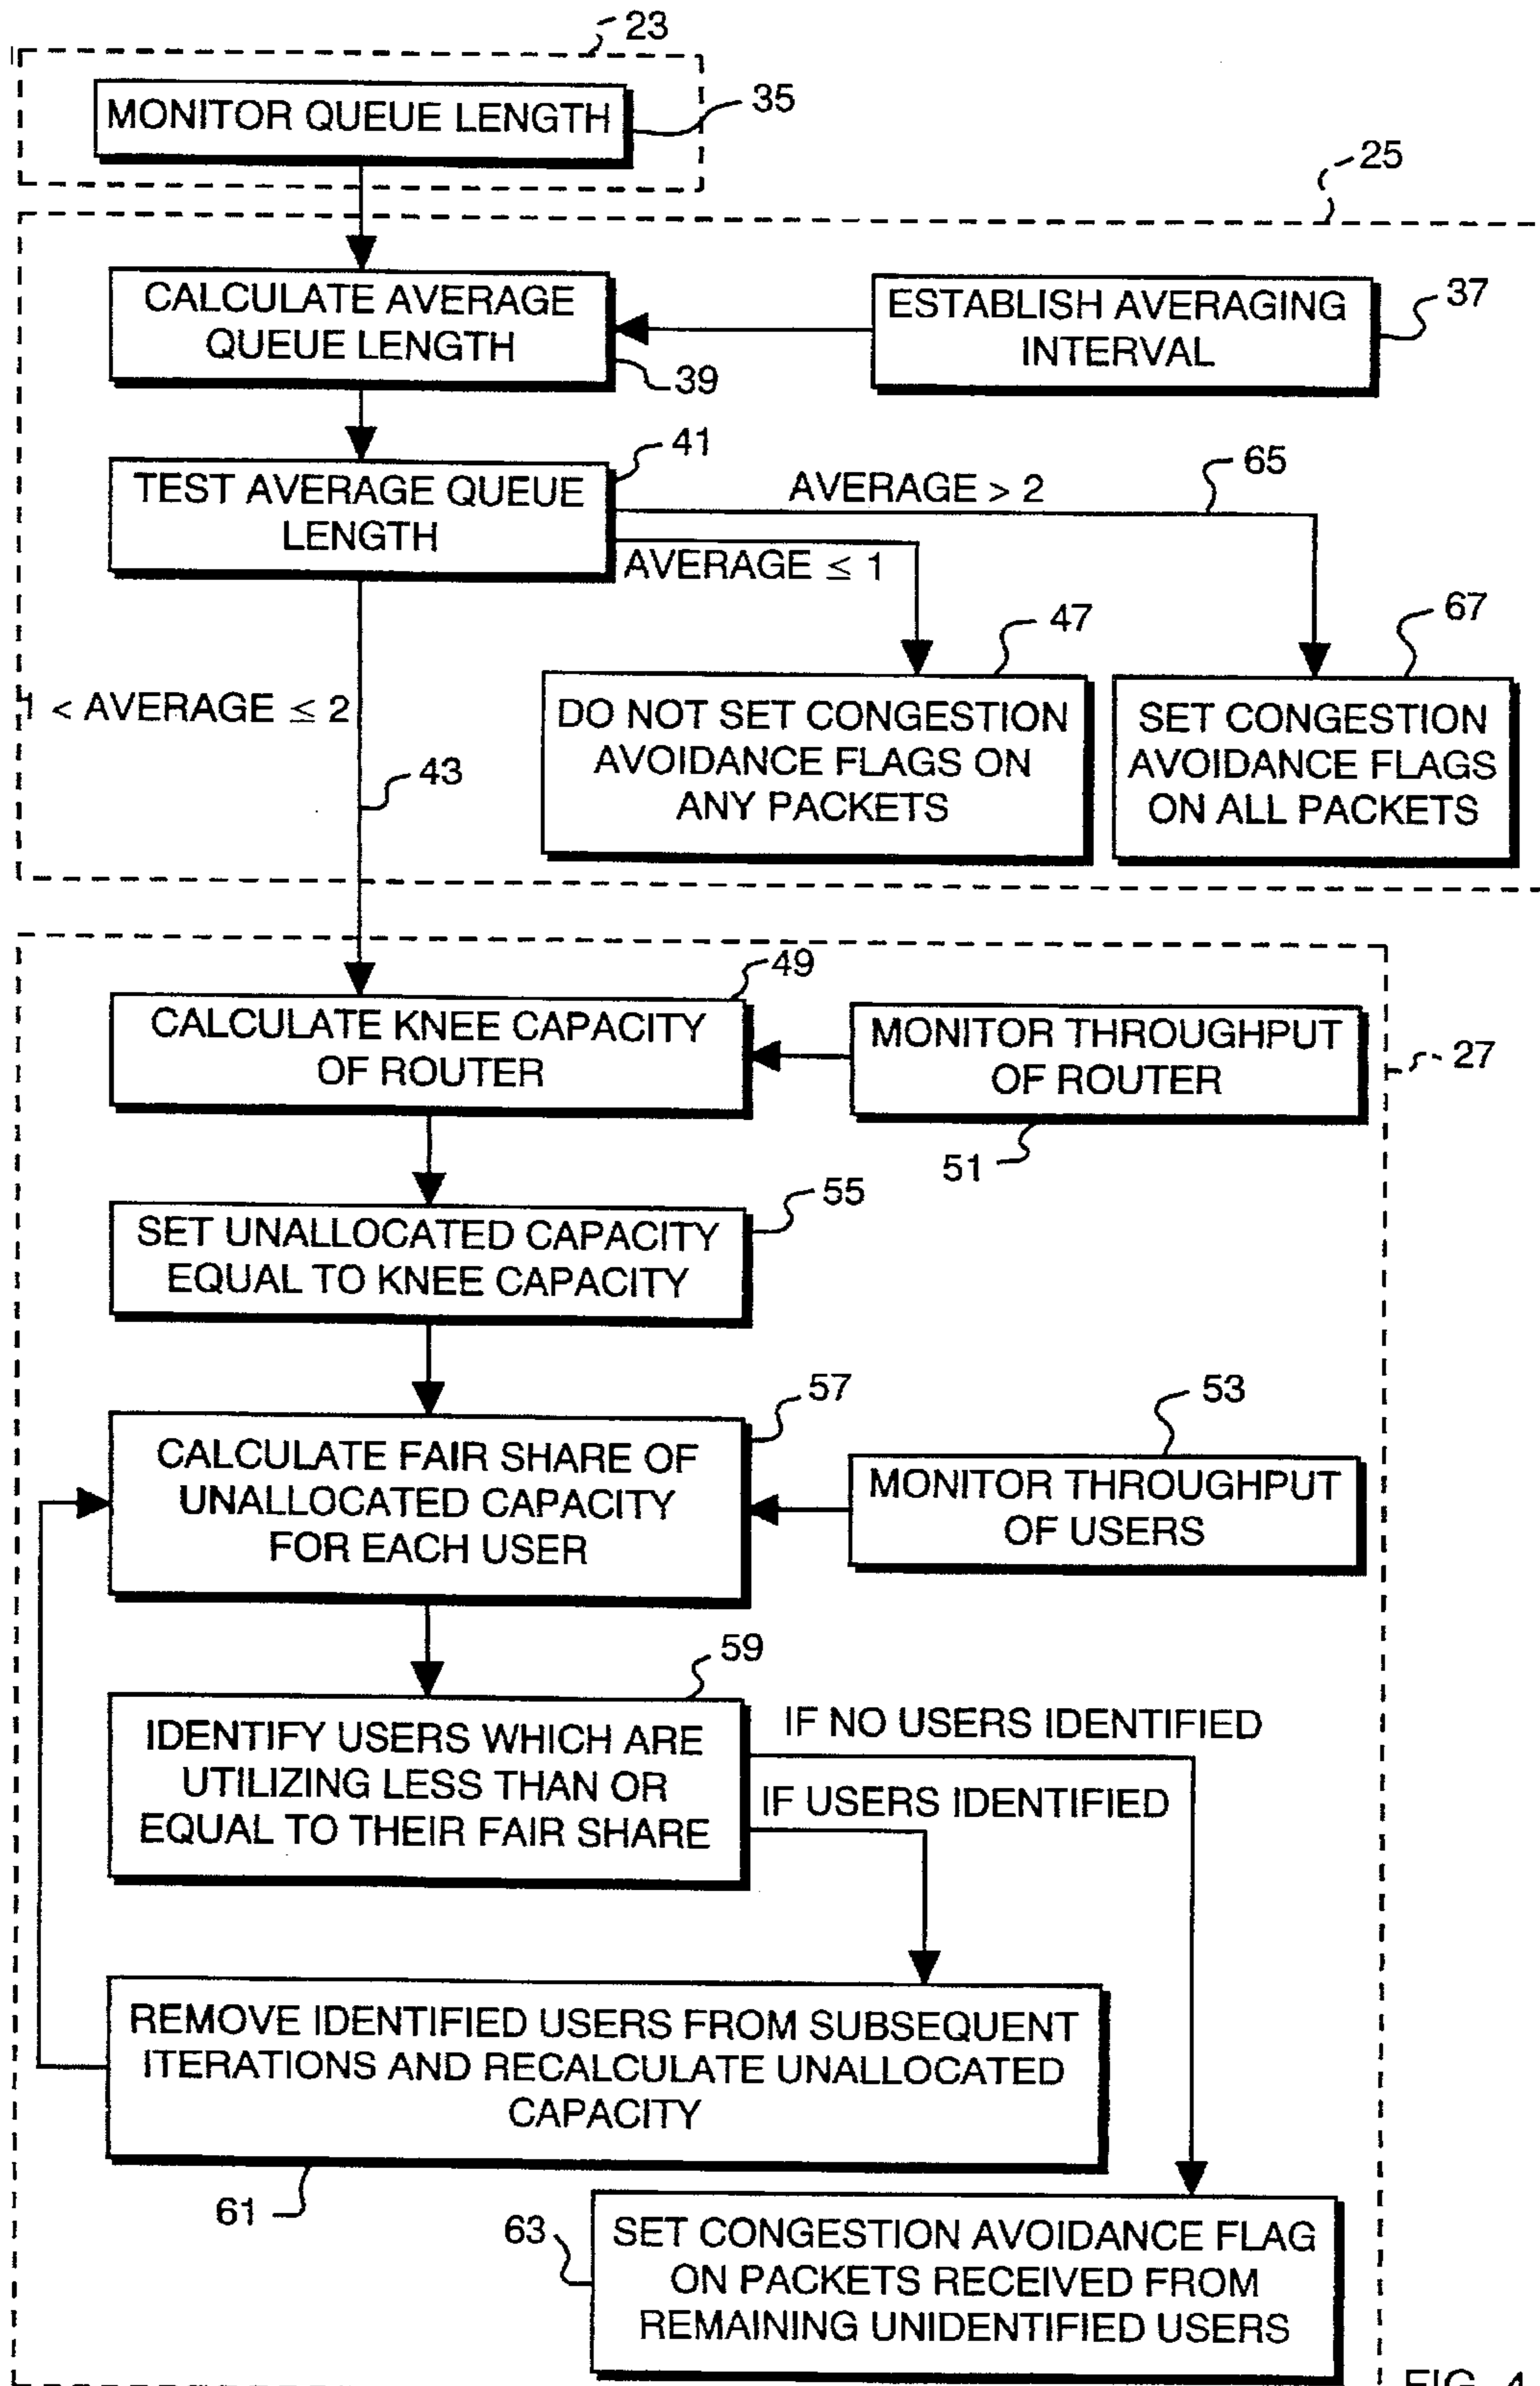 23
MONITOR QUEUE LENGTH
35
25
CALCULATE AVERAGE
QUEUE LENGTH
39
ESTABLISH AVERAGING
INTERVAL
37
TEST AVERAGE QUEUE
LENGTH
41
AVERAGE > 2
65
AVERAGE ≤ 1
47
67
1 < AVERAGE ≤ 2
43
DO NOT SET CONGESTION
AVOIDANCE FLAGS ON
ANY PACKETS
SET CONGESTION
AVOIDANCE FLAGS
ON ALL PACKETS
49
CALCULATE KNEE CAPACITY
OF ROUTER
MONITOR THROUGHPUT
OF ROUTER
27
51
55
SET UNALLOCATED CAPACITY
EQUAL TO KNEE CAPACITY
57
53
CALCULATE FAIR SHARE OF
UNALLOCATED CAPACITY
FOR EACH USER
MONITOR THROUGHPUT
OF USERS
59
IDENTIFY USERS WHICH ARE
UTILIZING LESS THAN OR
EQUAL TO THEIR FAIR SHARE
IF NO USERS IDENTIFIED
IF USERS IDENTIFIED
REMOVE IDENTIFIED USERS FROM SUBSEQUENT
ITERATIONS AND RECALCULATE UNALLOCATED
CAPACITY
61
63
SET CONGESTION AVOIDANCE FLAG
ON PACKETS RECEIVED FROM
REMAINING UNIDENTIFIED USERS
FIG. 4